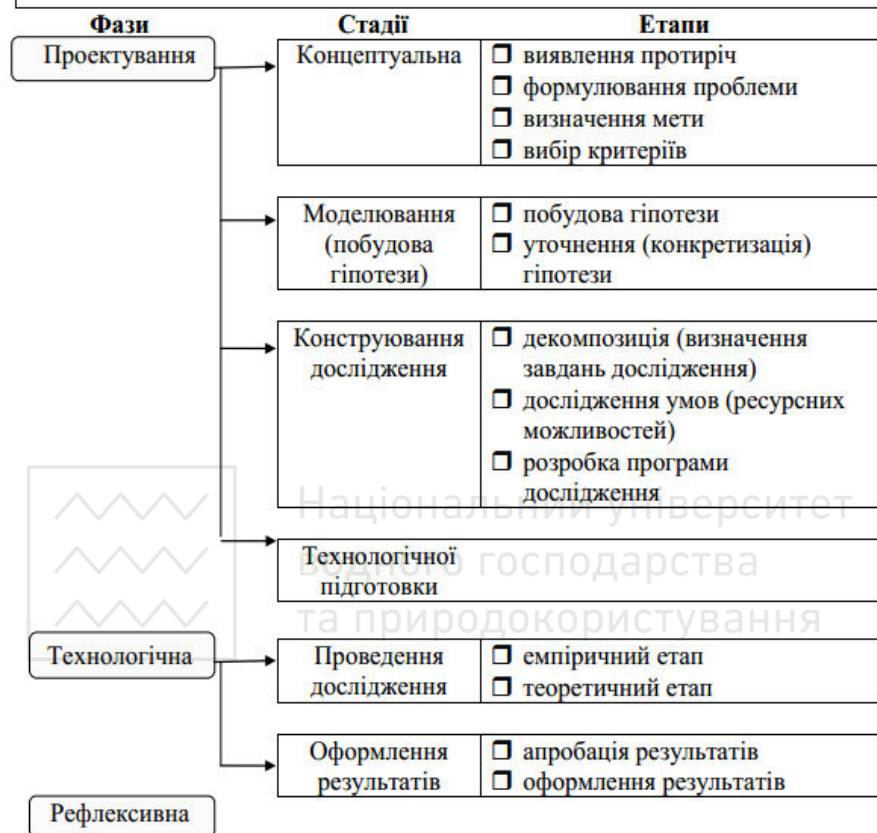 Фази Стадії Етапи
Проектування
Концептуальна
❒ виявлення протиріч
❒ формулювання проблеми
❒ визначення мети
❒ вибір критеріїв
Моделювання
(побудова
гіпотези)
❒ побудова гіпотези
❒ уточнення (конкретизація)
гіпотези
Конструювання
дослідження
❒ декомпозиція (визначення
завдань дослідження)
❒ дослідження умов (ресурсних
можливостей)
❒ розробка програми
дослідження
Національний університет
водного господарства
та природокористування
Технологічної
підготовки
Технологічна
Проведення
дослідження
❒ емпіричний етап
❒ теоретичний етап
Оформлення
результатів
❒ апробація результатів
❒ оформлення результатів
Рефлексивна